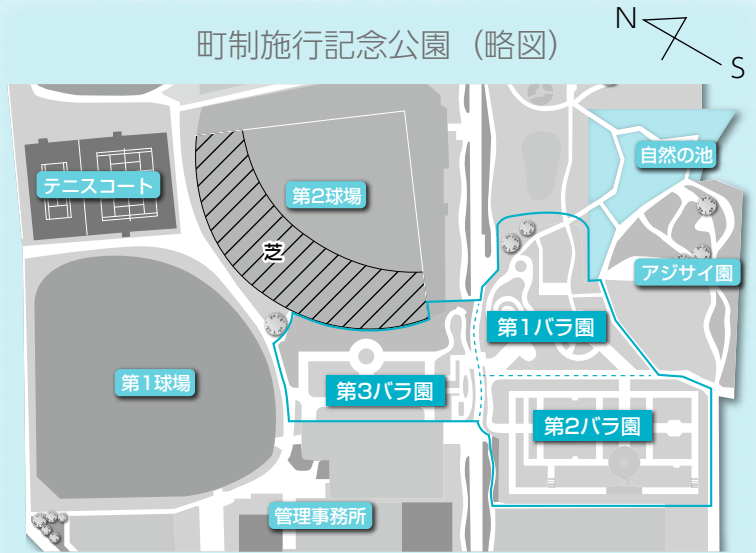 町制施行記念公園（略図）
N
S
自然の池
テニスコート
第2球場
芝
アジサイ園
第1バラ園
第1球場
第3バラ園
第2バラ園
管理事務所